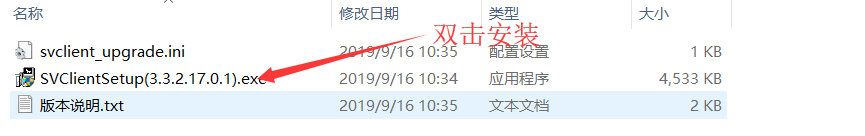 名称 修改日期 类型 大小
双击安装
svclient_upgrade.ini 2019/9/16 10:35 配置设置 1 KB
SVClientSetup(3.3.2.17.0.1).exe 2019/9/16 10:34 应用程序 4,533 KB
版本说明.txt 2019/9/16 10:35 文本文档 2 KB